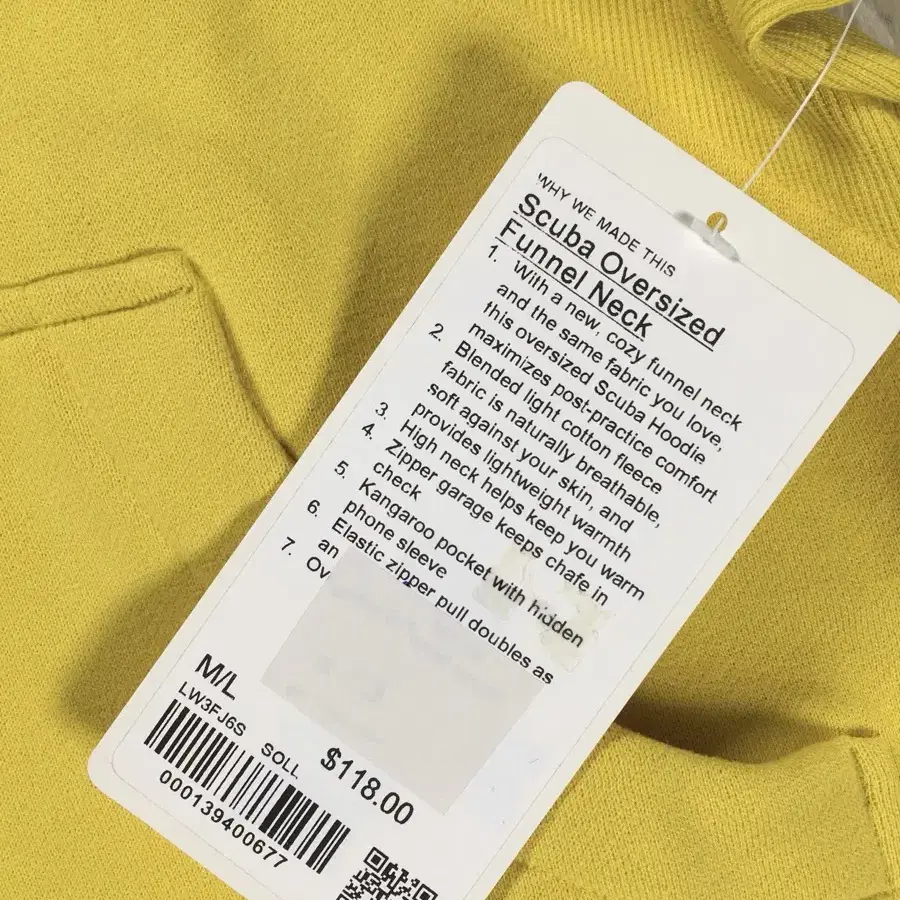 WHY WE MADE THIS
Scuba Oversized
Funnel Neck
1. With a new, cozy funnel neck
and the same fabric you love,
this oversized Scuba Hoodie
maximizes post-practice comfort
2. Blended light cotton fleece
fabric is naturally breathable,
soft against your skin, and
provides lightweight warmth
3. High neck helps keep you warm
4. Zipper garage keeps chafe in
check
5. Kangaroo pocket with hidden
phone sleeve
6. Elastic zipper pull doubles as
an
7. Ov
M/L
LW3FJ6S SOLL
$118.00
000139400677